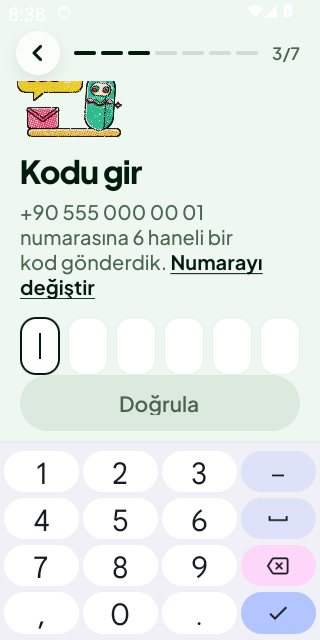 8:38
3/7
Kodu gir
+90 555 000 00 01
numarasına 6 haneli bir
kod gönderdik. Numarayı
değiştir
Doğrula
1 2 3 –
4 5 6
7 8 9
, 0 .